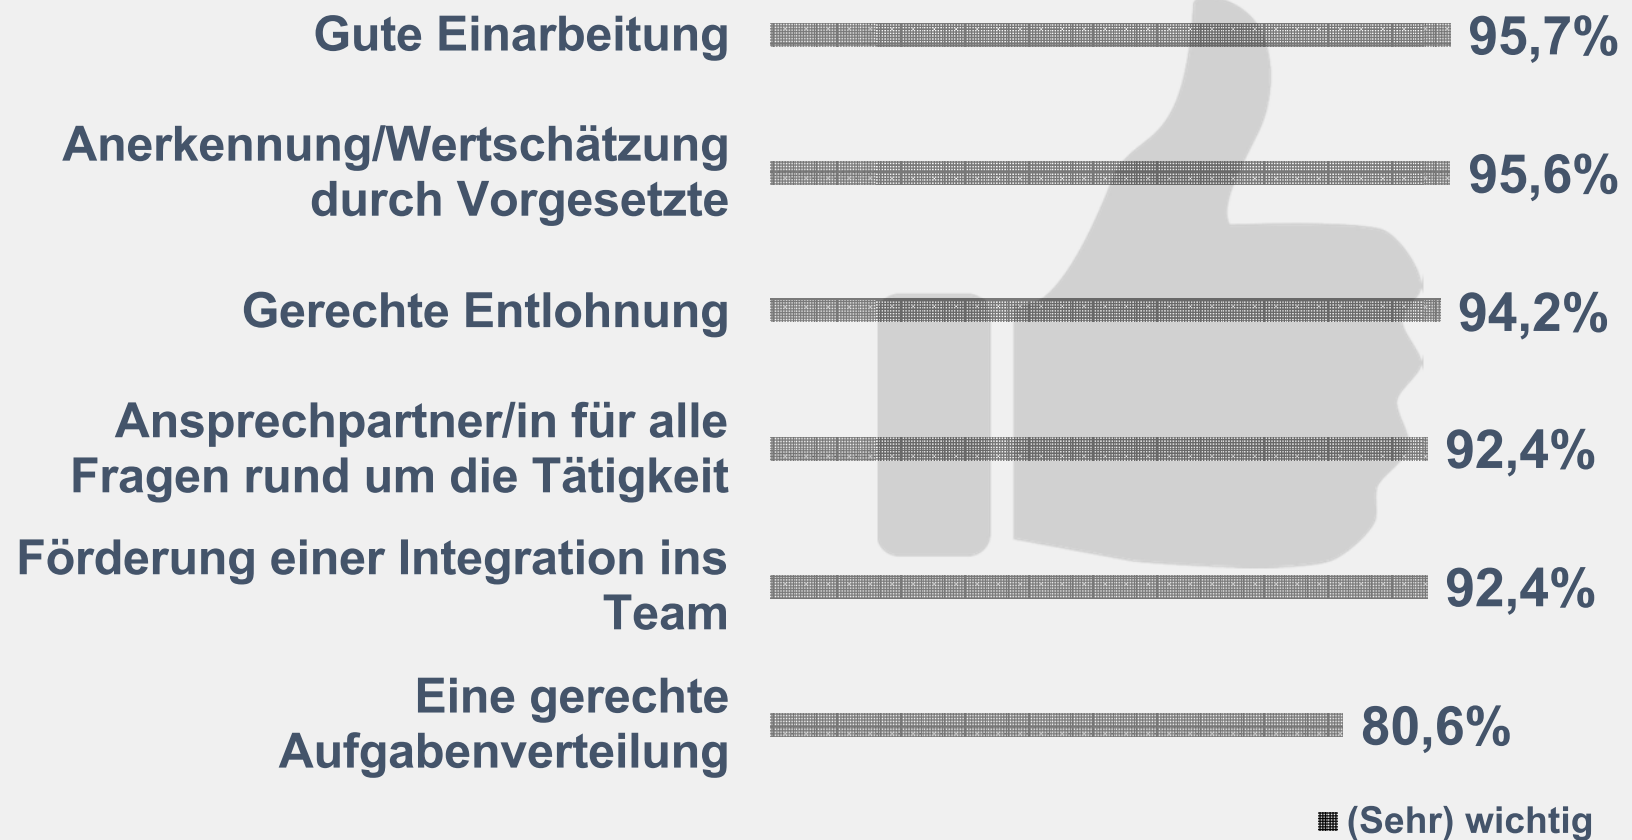 Gute Einarbeitung 95,7%
Anerkennung/Wertschätzung
durch Vorgesetzte 95,6%
Gerechte Entlohnung 94,2%
Ansprechpartner/in für alle
Fragen rund um die Tätigkeit 92,4%
Förderung einer Integration ins
Team 92,4%
Eine gerechte
Aufgabenverteilung 80,6%
(Sehr) wichtig